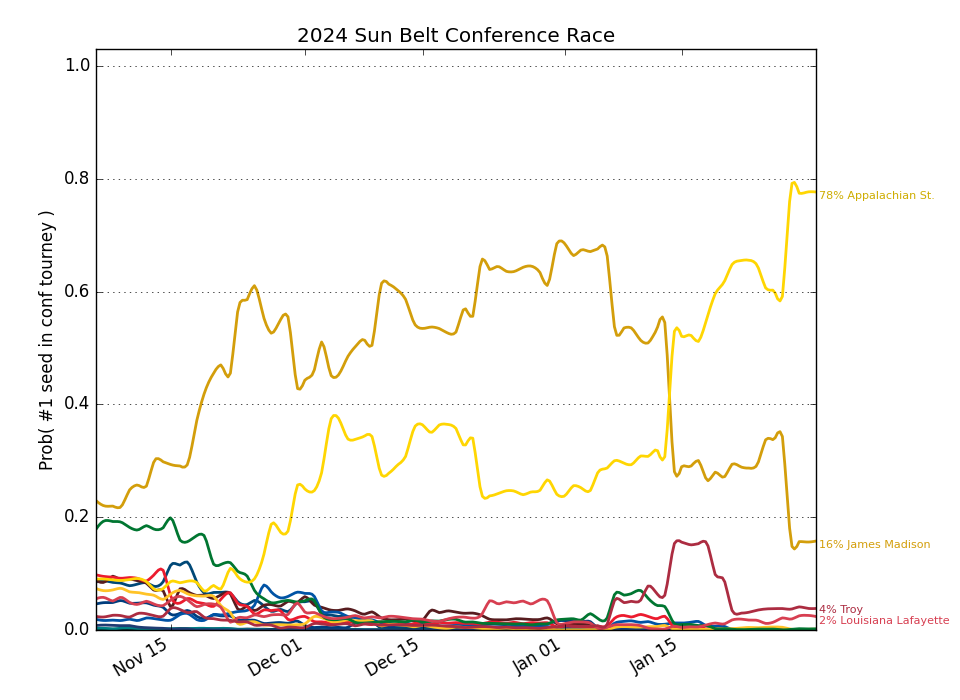 2024 Sun Belt Conference Race
Prob( #1 seed in conf tourney )
1.0
0.8
0.6
0.4
0.2
0.0
Nov 15
Dec 01
Dec 15
Jan 01
Jan 15
78% Appalachian St.
16% James Madison
4% Troy
2% Louisiana Lafayette